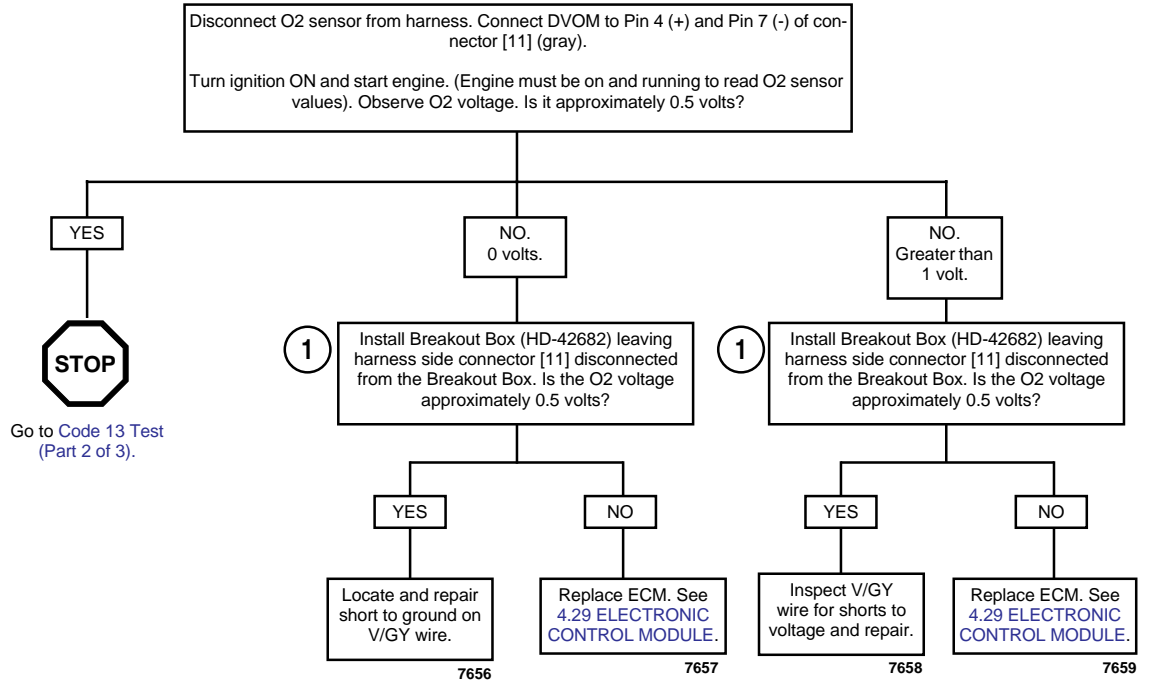 Disconnect O2 sensor from harness. Connect DVOM to Pin 4 (+) and Pin 7 (-) of con-
nector [11] (gray).
Turn ignition ON and start engine. (Engine must be on and running to read O2 sensor
values). Observe O2 voltage. Is it approximately 0.5 volts?
YES
NO.
0 volts.
NO.
Greater than
1 volt.
STOP
Go to Code 13 Test
(Part 2 of 3).
1
Install Breakout Box (HD-42682) leaving
harness side connector [11] disconnected
from the Breakout Box. Is the O2 voltage
approximately 0.5 volts?
1
Install Breakout Box (HD-42682) leaving
harness side connector [11] disconnected
from the Breakout Box. Is the O2 voltage
approximately 0.5 volts?
YES
NO
YES
NO
Locate and repair
short to ground on
V/GY wire.
7656
Replace ECM. See
4.29 ELECTRONIC
CONTROL MODULE.
7657
Inspect V/GY
wire for shorts to
voltage and repair.
7658
Replace ECM. See
4.29 ELECTRONIC
CONTROL MODULE.
7659